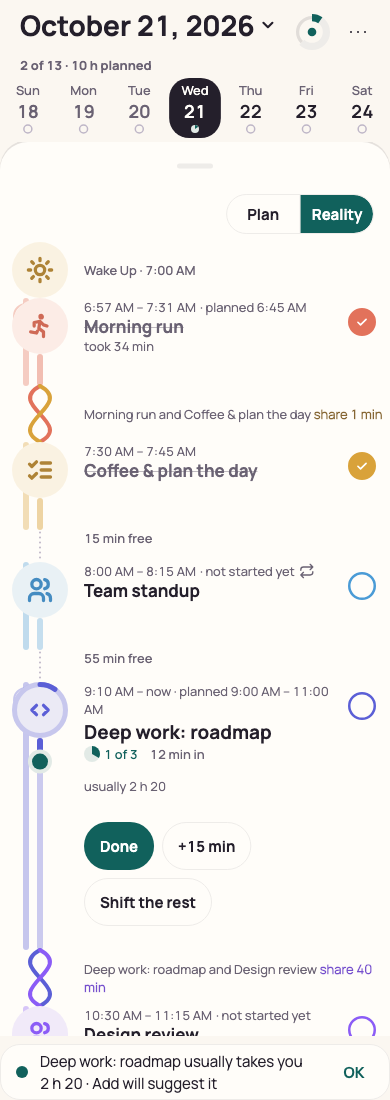 October 21, 2026
2 of 13 · 10 h planned
Sun Mon Tue Wed Thu Fri Sat
18 19 20 21 22 23 24
Plan Reality
Wake Up · 7:00 AM
6:57 AM – 7:31 AM · planned 6:45 AM
Morning run
took 34 min
Morning run and Coffee & plan the day share 1 min
7:30 AM – 7:45 AM
Coffee & plan the day
15 min free
8:00 AM – 8:15 AM · not started yet
Team standup
55 min free
9:10 AM – now · planned 9:00 AM – 11:00
AM
Deep work: roadmap
1 of 3 12 min in
usually 2 h 20
Done +15 min
Shift the rest
Deep work: roadmap and Design review share 40
min
10:30 AM – 11:15 AM · not started yet
Design review
Deep work: roadmap usually takes you
2 h 20 · Add will suggest it
OK